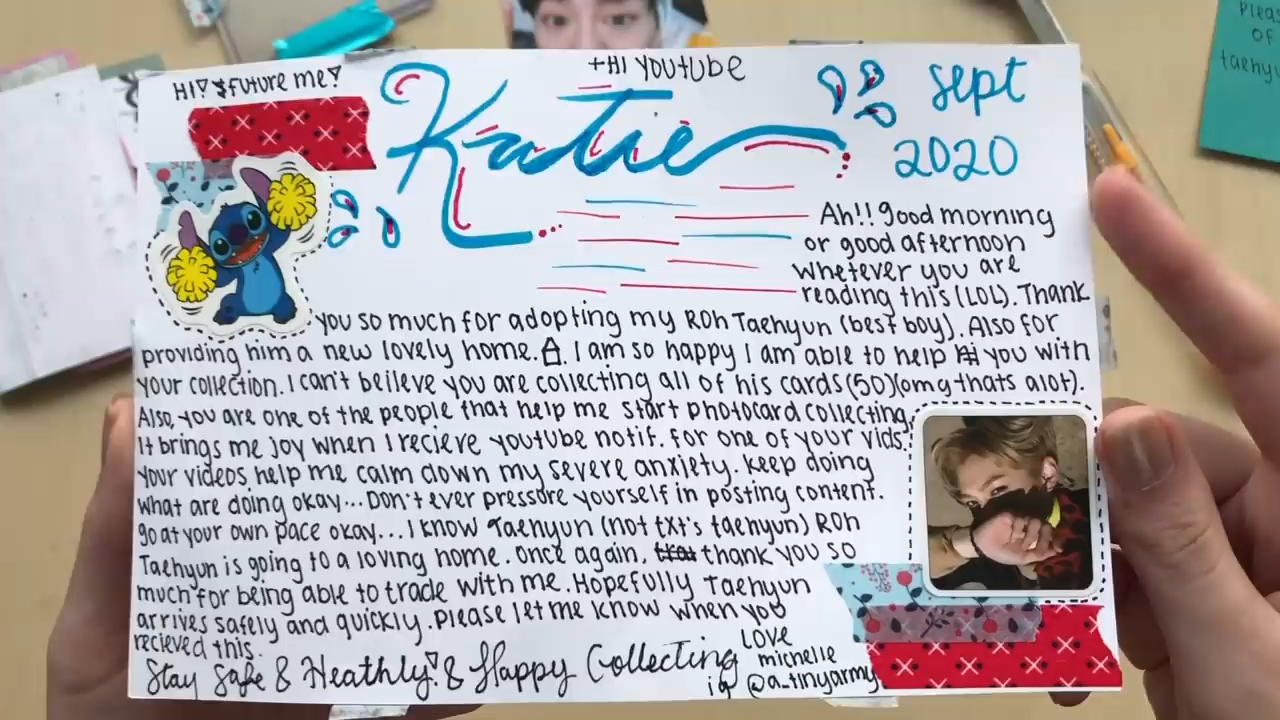 HI! future me!
+HI YOUTUBE
Katie
sept
2020
Ah!! good morning
or good afternoon
whetever you are
reading this (LOL). Thank
you so much for adopting my ROh Taehyun (best boy). Also for
providing him a new lovely home. I am so happy I am able to help you with
your collection. I can't beileve you are collecting all of his cards (50)(omg thats alot).
Also, you are one of the people that help me start photocard collecting.
It brings me joy when I recieve youtube notif. for one of your vids.
your videos help me calm down my severe anxiety. keep doing
what are doing okay... Don't ever pressure yourself in posting content.
go at your own pace okay... I know Taehyun (not txt's taehyun) ROh
Taehyun is going to a loving home. once again, thank you so
much for being able to trade with me. Hopefully Taehyun
arrives safely and quickly. Please let me know when you
recieved this.
Stay Safe & Heathly! & Happy Collecting
LOVE
michelle
ig @a_tinyarmy
Pleas
of
taehyu